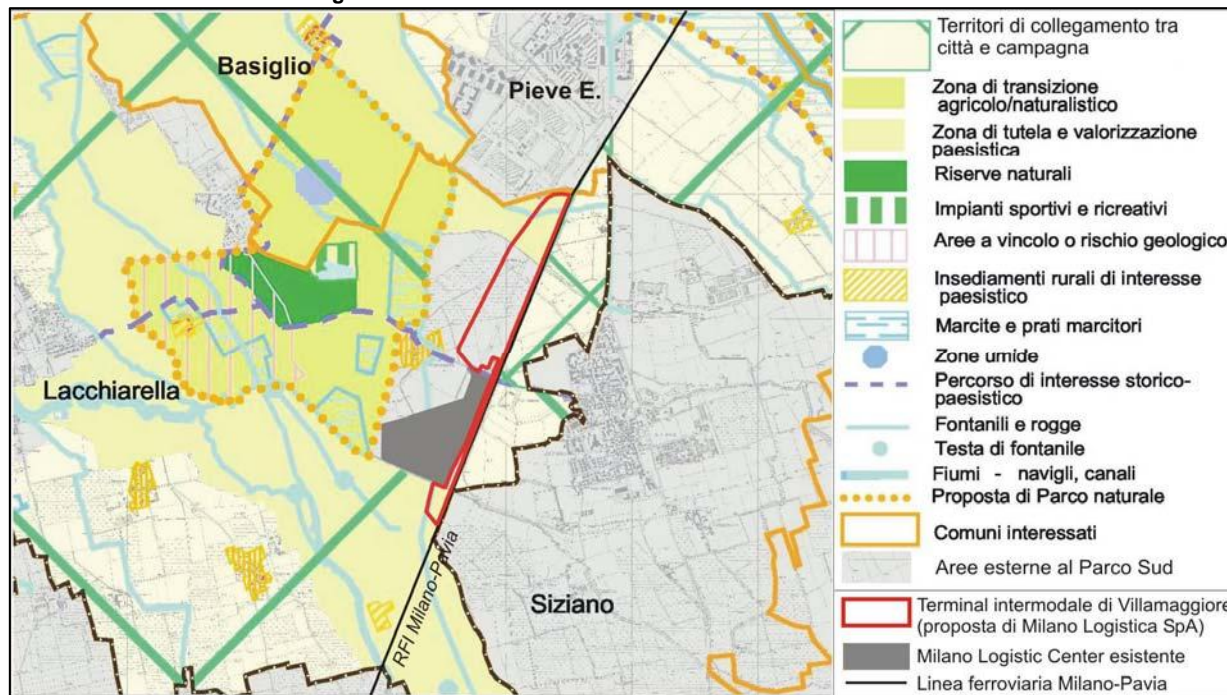 Basiglio
Pieve E.
Lacchiarella
Siziano
RFI Milano-Pavia
Territori di collegamento tra
città e campagna
Zona di transizione
agricolo/naturalistico
Zona di tutela e valorizzazione
paesistica
Riserve naturali
Impianti sportivi e ricreativi
Aree a vincolo o rischio geologico
Insediamenti rurali di interesse
paesistico
Marcite e prati marcitori
Zone umide
Percorso di interesse storico-
paesistico
Fontanili e rogge
Testa di fontanile
Fiumi - navigli, canali
Proposta di Parco naturale
Comuni interessati
Aree esterne al Parco Sud
Terminal intermodale di Villamaggiore
(proposta di Milano Logistica SpA)
Milano Logistic Center esistente
Linea ferroviaria Milano-Pavia